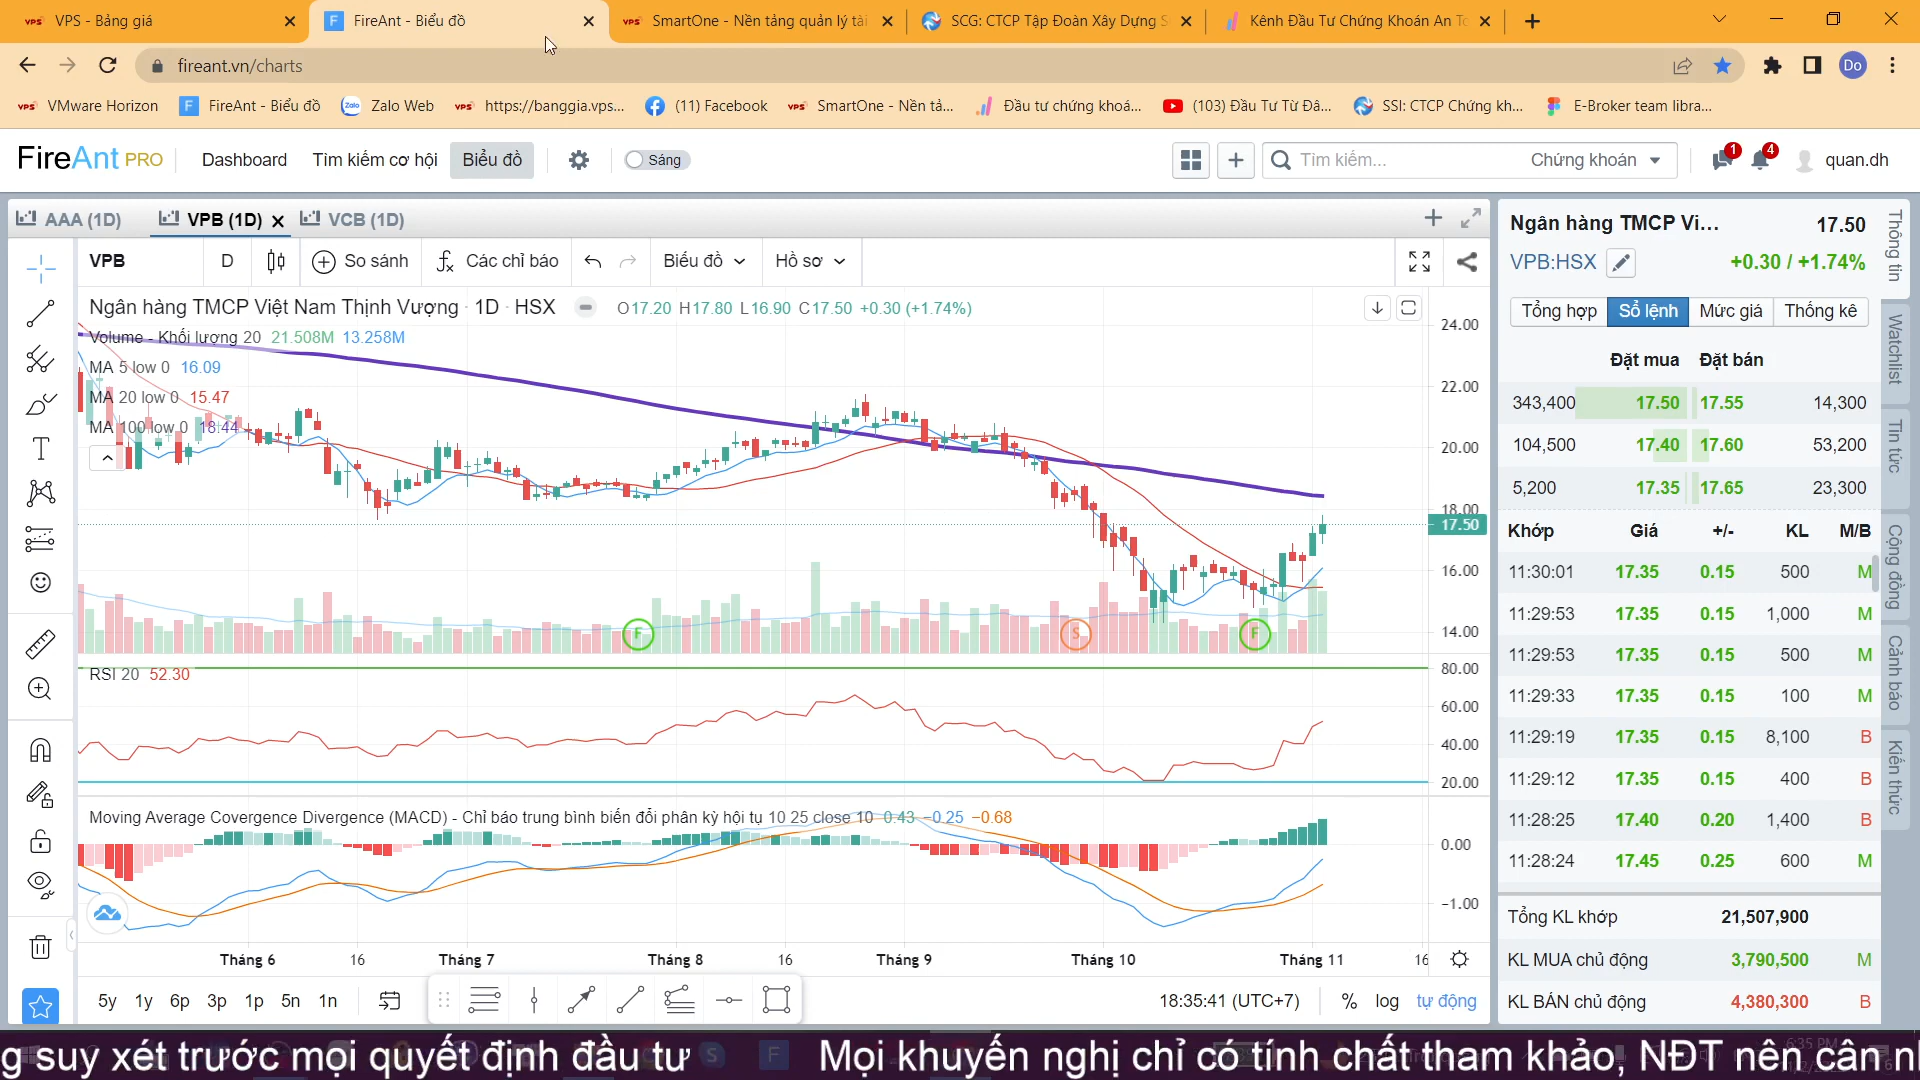 VPS - Bảng giá
FireAnt - Biểu đồ
SmartOne - Nền tảng quản lý tài
SCG: CTCP Tập Đoàn Xây Dựng S
Kênh Đầu Tư Chứng Khoán An To
fireant.vn/charts
Do
VMware Horizon
FireAnt - Biểu đồ
Zalo Web
https://banggia.vps...
(11) Facebook
SmartOne - Nền tả...
Đầu tư chứng khoá...
(103) Đầu Tư Từ Đâ...
SSI: CTCP Chứng kh...
E-Broker team libra...
FireAnt PRO
Dashboard
Tìm kiếm cơ hội
Biểu đồ
Sáng
Tìm kiếm...
Chứng khoán
1
4
quan.dh
AAA (1D)
VPB (1D)
VCB (1D)
VPB
D
So sánh
Các chỉ báo
Biểu đồ
Hồ sơ
Ngân hàng TMCP Việt Nam Thịnh Vượng · 1D · HSX
O17.20 H17.80 L16.90 C17.50 +0.30 (+1.74%)
Volume - Khối lượng 20 21.508M 13.258M
MA 5 low 0 16.09
MA 20 low 0 15.47
MA 100 low 0 18.44
24.00
22.00
20.00
18.00
17.50
16.00
14.00
F
S
F
RSI 20 52.30
80.00
60.00
40.00
20.00
Moving Average Covergence Divergence (MACD) - Chỉ báo trung bình biến đổi phân kỳ hội tụ 10 25 close 10 0.43 −0.25 −0.68
0.00
−1.00
Tháng 6
16
Tháng 7
Tháng 8
16
Tháng 9
Tháng 10
Tháng 11
16
5y 1y 6p 3p 1p 5n 1n
18:35:41 (UTC+7)
% log tự động
Ngân hàng TMCP Vi...
17.50
VPB:HSX
+0.30 / +1.74%
Tổng hợp
Sổ lệnh
Mức giá
Thống kê
Đặt mua Đặt bán
343,400 17.50 17.55 14,300
104,500 17.40 17.60 53,200
5,200 17.35 17.65 23,300
Khớp Giá +/- KL M/B
11:30:01 17.35 0.15 500 M
11:29:53 17.35 0.15 1,000 M
11:29:53 17.35 0.15 500 M
11:29:33 17.35 0.15 100 M
11:29:19 17.35 0.15 8,100 B
11:29:12 17.35 0.15 400 B
11:28:25 17.40 0.20 1,400 B
11:28:24 17.45 0.25 600 M
Tổng KL khớp 21,507,900
KL MUA chủ động 3,790,500 M
KL BÁN chủ động 4,380,300 B
Thông tin
Watchlist
Tin tức
Cộng đồng
Cảnh báo
Kiến thức
g suy xét trước mọi quyết định đầu tư
Mọi khuyến nghị chỉ có tính chất tham khảo, NĐT nên cân nh
6:35 PM